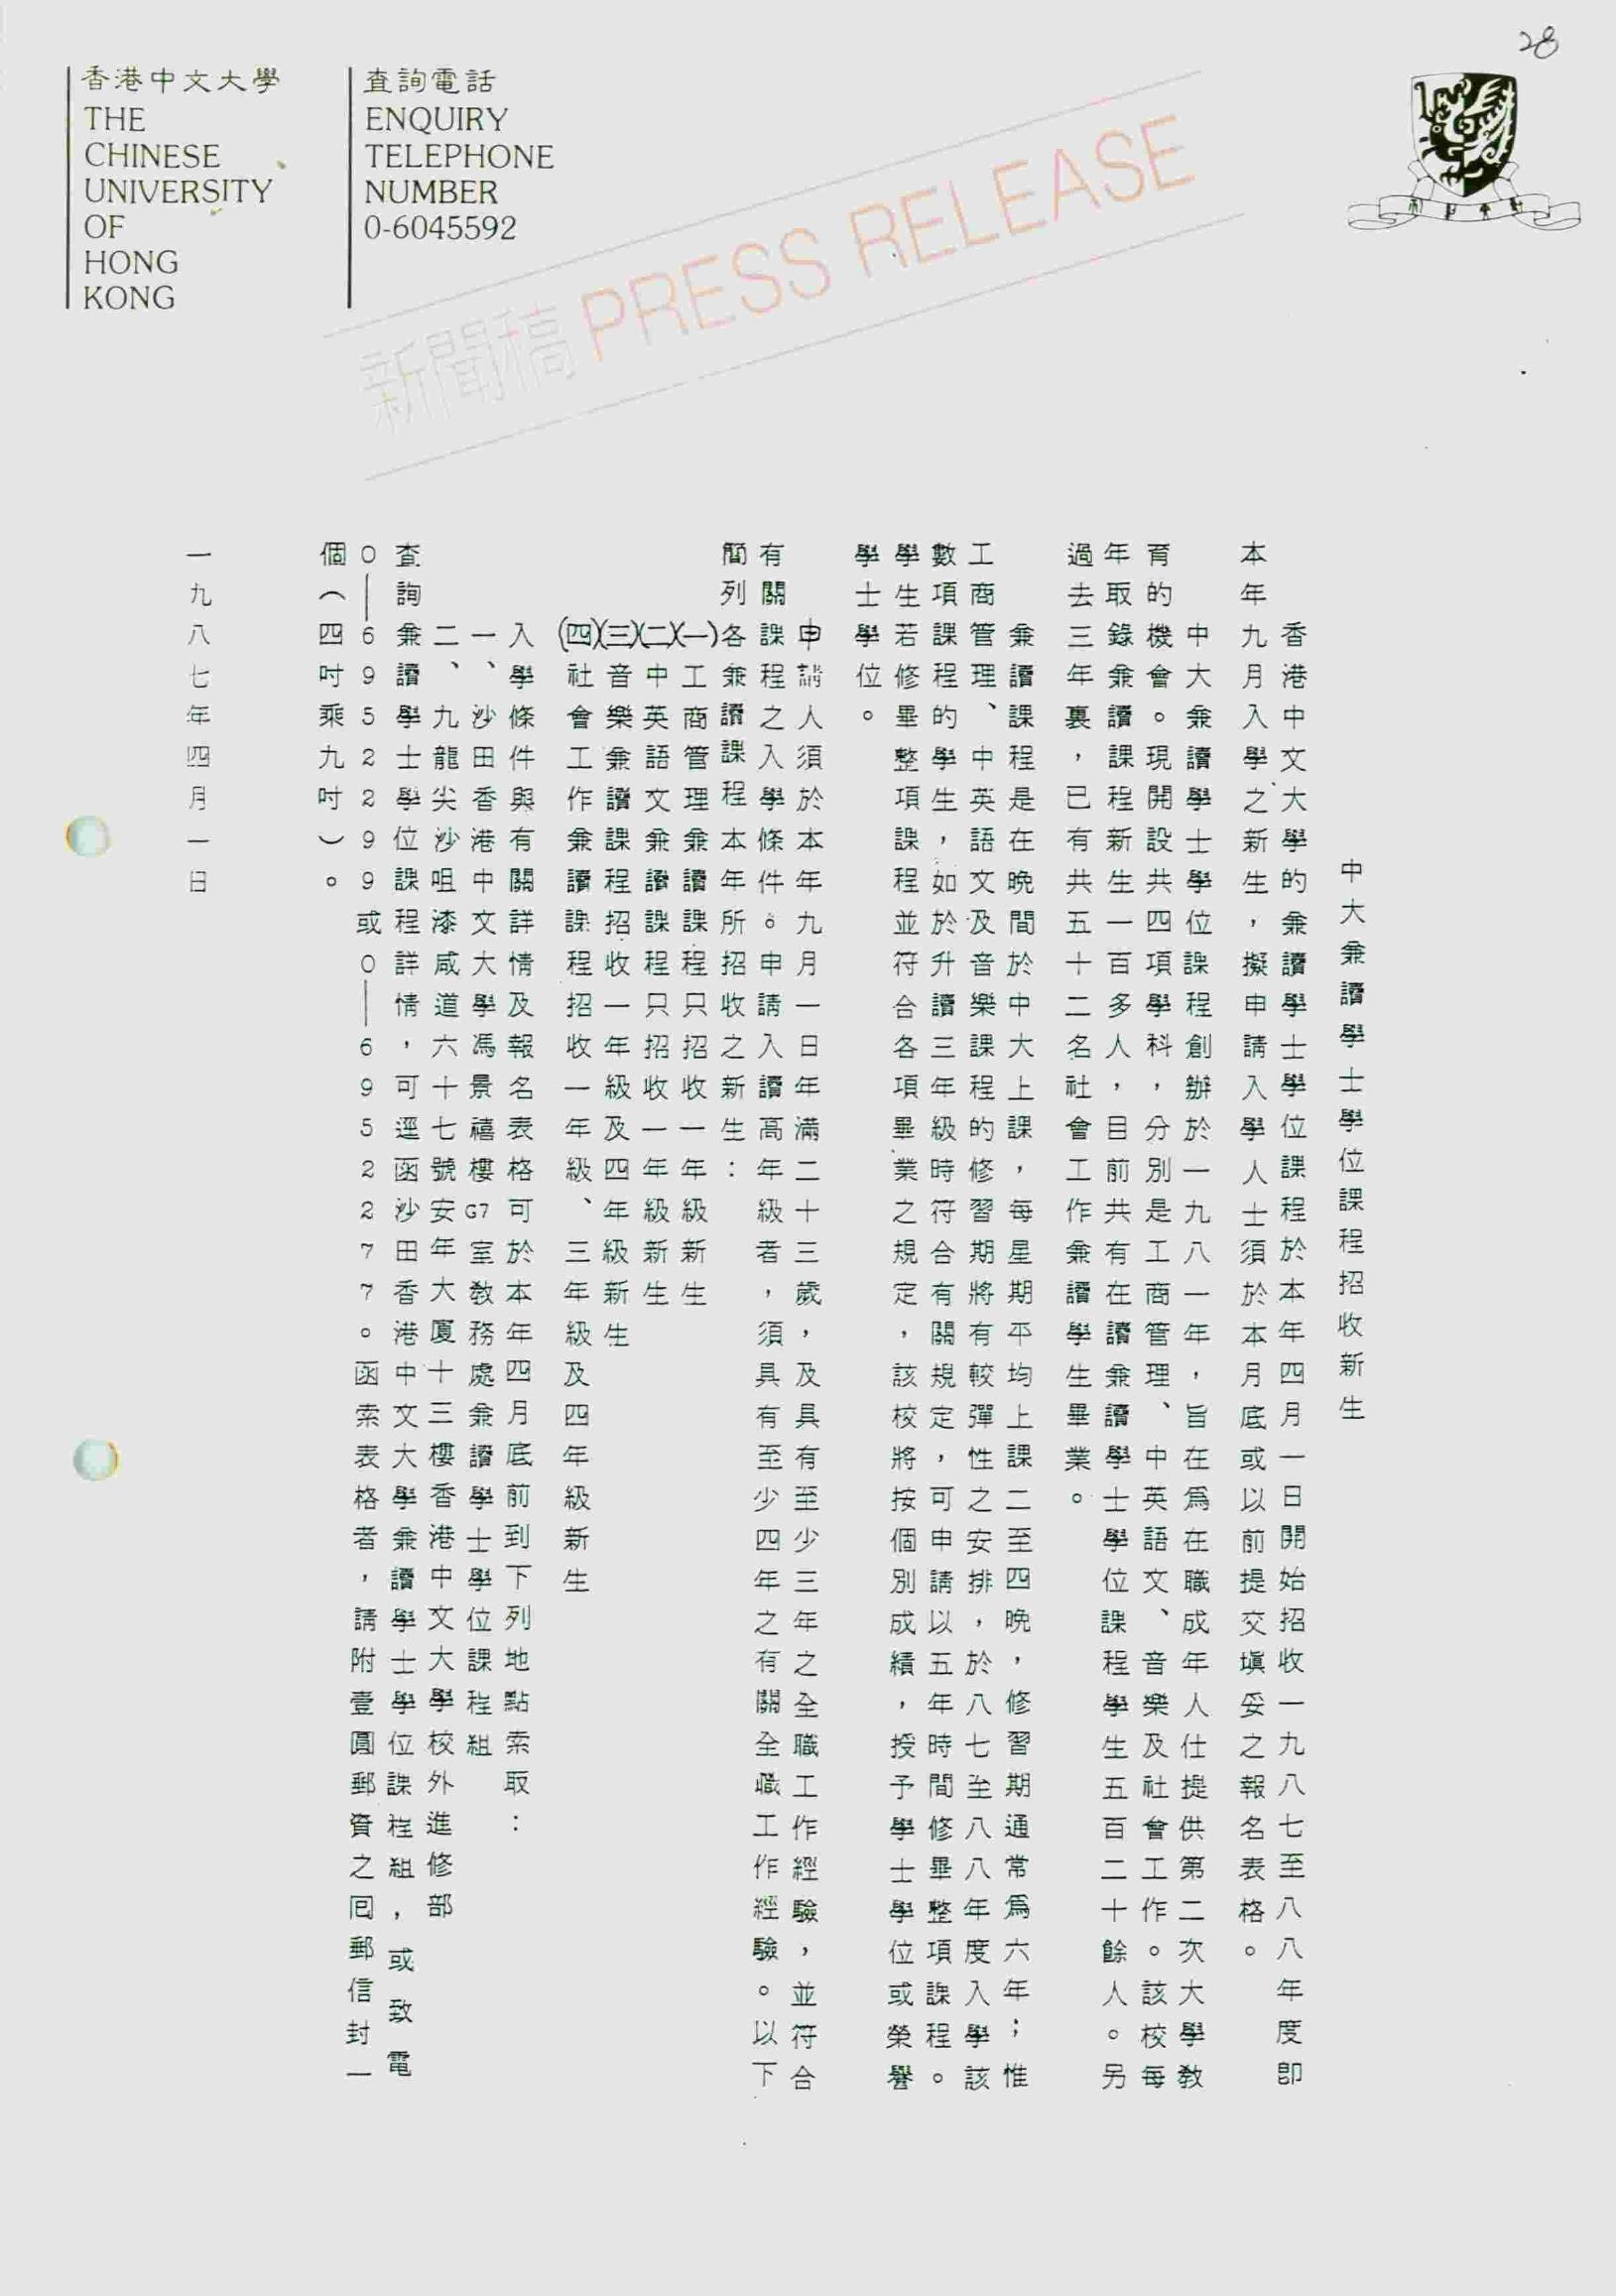 28
香港中文大學
THE
CHINESE
UNIVERSITY
OF
HONG
KONG
查詢電話
ENQUIRY
TELEPHONE
NUMBER
0-6045592
新聞稿 PRESS RELEASE
中大兼讀學士學位課程招收新生
香港中文大學的兼讀學士學位課程於本年四月一日開始招收一九八七至八八年度即
本年九月入學之新生，擬申請入學人士須於本月底或以前提交塡妥之報名表格。
中大兼讀學士學位課程創辦於一九八一年，旨在爲在職成年人仕提供第二次大學敎
育的機會。現開設共四項學科，分別是工商管理、中英語文、音樂及社會工作。該校每
年取錄兼讀課程新生一百多人，目前共有在讀兼讀學士學位課程學生五百二十餘人。另
過去三年裏，已有共五十二名社會工作兼讀學生畢業。
兼讀課程是在晚間於中大上課，每星期平均上課二至四晚，修習期通常爲六年；惟
工商管理、中英語文及音樂課程的修習期將有較彈性之安排，於八七至八八年度入學該
數項課程的學生，如於升讀三年級時符合有關規定，可申請以五年時間修畢整項課程。
學生若修畢整項課程並符合各項畢業之規定，該校將按個別成績，授予學士學位或榮譽
學士學位。
申請人須於本年九月一日年滿二十三歲，及具有至少三年之全職工作經驗，並符合
有關課程之入學條件。申請入讀高年級者，須具有至少四年之有關全職工作經驗。以下
簡列各兼讀課程本年所招收之新生：
(一)工商管理兼讀課程只招收一年級新生
(二)中英語文兼讀課程只招收一年級新生
(三)音樂兼讀課程招收一年級及四年級新生
(四)社會工作兼讀課程招收一年級、三年級及四年級新生
入學條件與有關詳情及報名表格可於本年四月底前到下列地點索取：
一、沙田香港中文大學馮景禧樓G7室敎務處兼讀學士學位課程組
二、九龍尖沙咀漆咸道六十七號安年大廈十三樓香港中文大學校外進修部
查詢兼讀學士學位課程詳情，可逕函沙田香港中文大學兼讀學士學位課程組，或致電
0—6952299或0—6952277。函索表格者，請附壹圓郵資之回郵信封一
個（四吋乘九吋）。
一九八七年四月一日